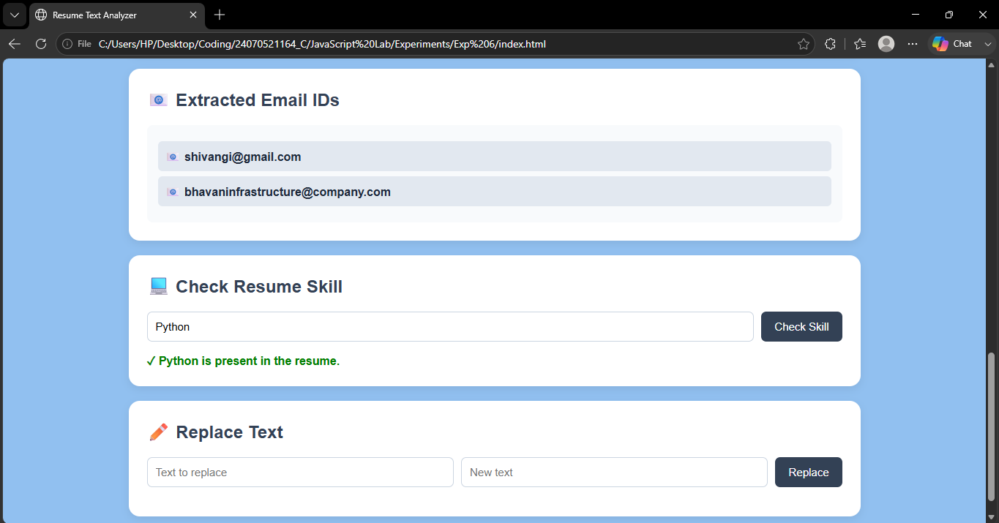 Resume Text Analyzer
File C:/Users/HP/Desktop/Coding/24070521164_C/JavaScript%20Lab/Experiments/Exp%206/index.html
Chat
Extracted Email IDs
shivangi@gmail.com
bhavaninfrastructure@company.com
Check Resume Skill
Python Check Skill
✓ Python is present in the resume.
Replace Text
Text to replace New text Replace